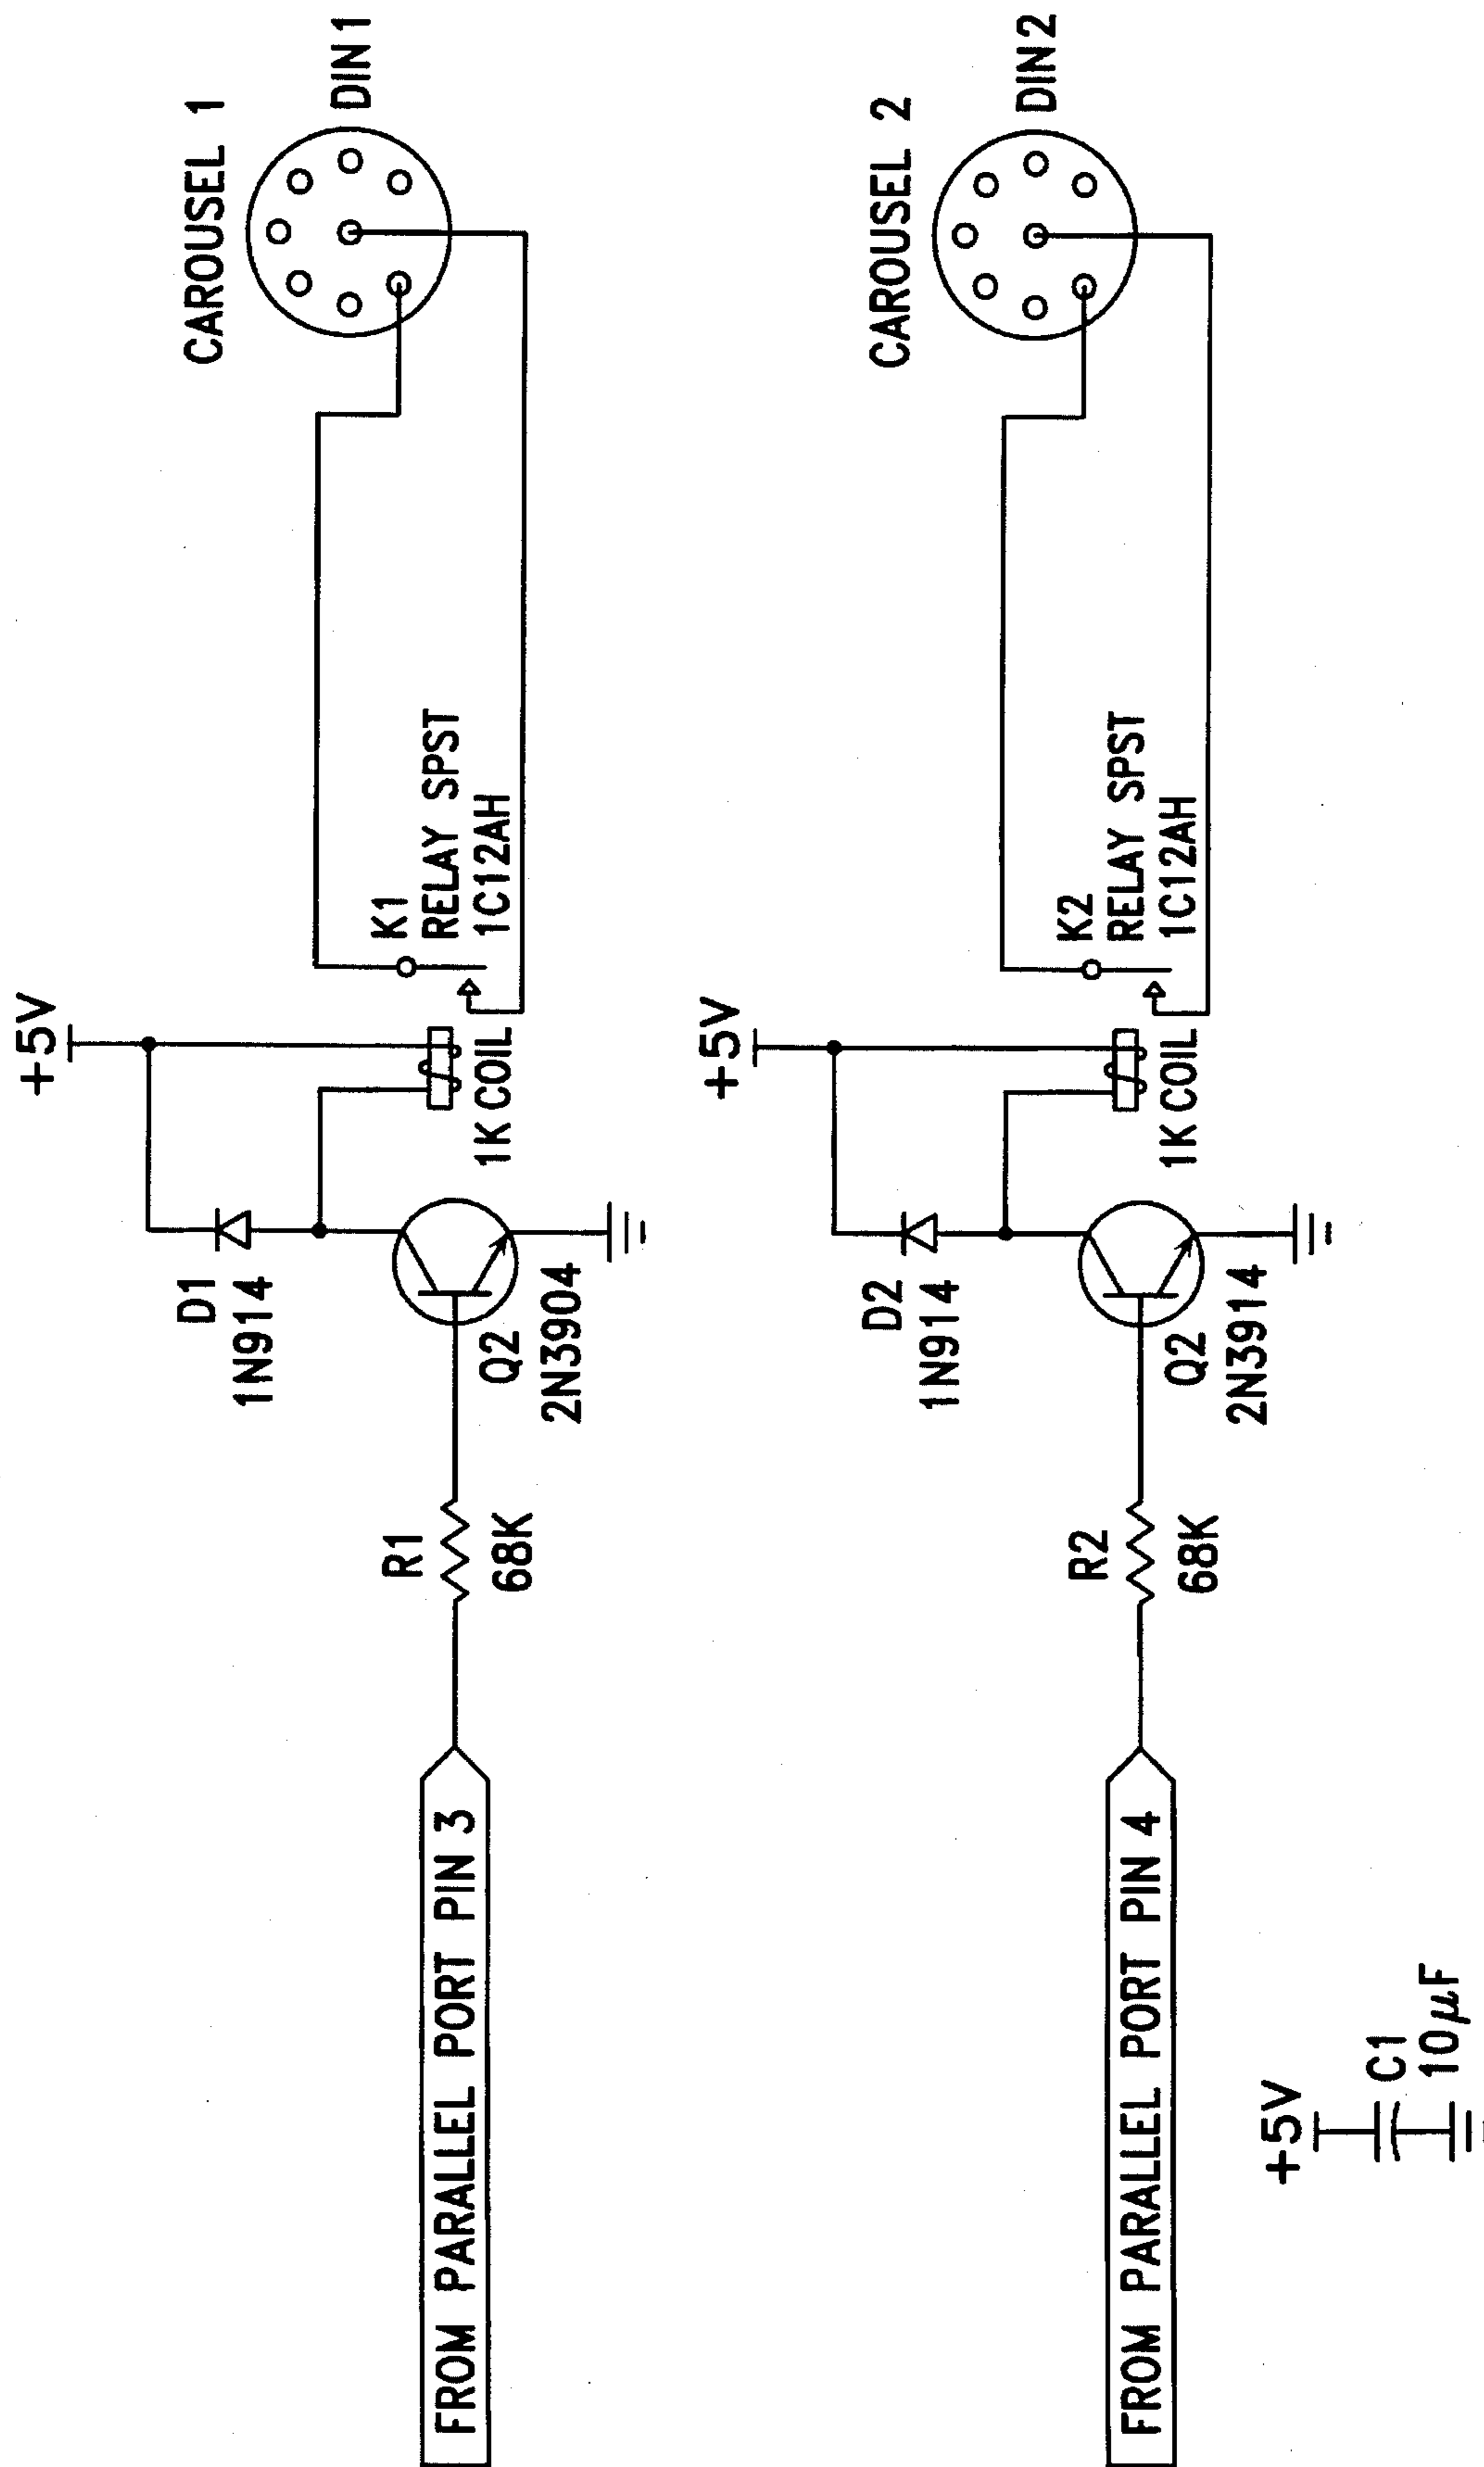 FROM PARALLEL PORT PIN 3
R1
68K
Q2
2N3904
D1
1N914
+5V
1K COIL
K1
RELAY SPST
1C12AH
CAROUSEL 1
DIN1
FROM PARALLEL PORT PIN 4
R2
68K
Q2
2N3914
D2
1N914
+5V
1K COIL
K2
RELAY SPST
1C12AH
CAROUSEL 2
DIN2
+5V
C1
10µF